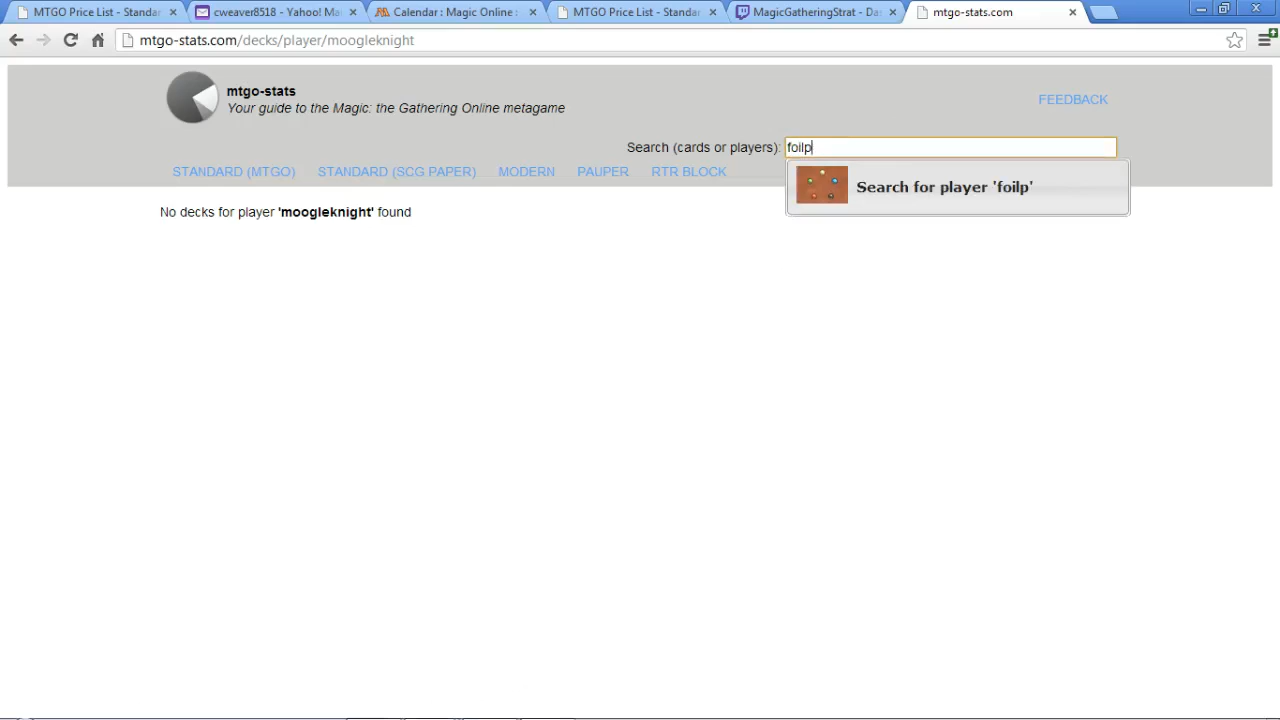 MTGO Price List - Standar
cweaver8518 - Yahoo! Ma
Calendar : Magic Online :
MTGO Price List - Standar
MagicGatheringStrat - Da
mtgo-stats.com
mtgo-stats.com/decks/player/moogleknight
mtgo-stats
Your guide to the Magic: the Gathering Online metagame
FEEDBACK
Search (cards or players): foilp
STANDARD (MTGO) STANDARD (SCG PAPER) MODERN PAUPER RTR BLOCK
Search for player 'foilp'
No decks for player 'moogleknight' found